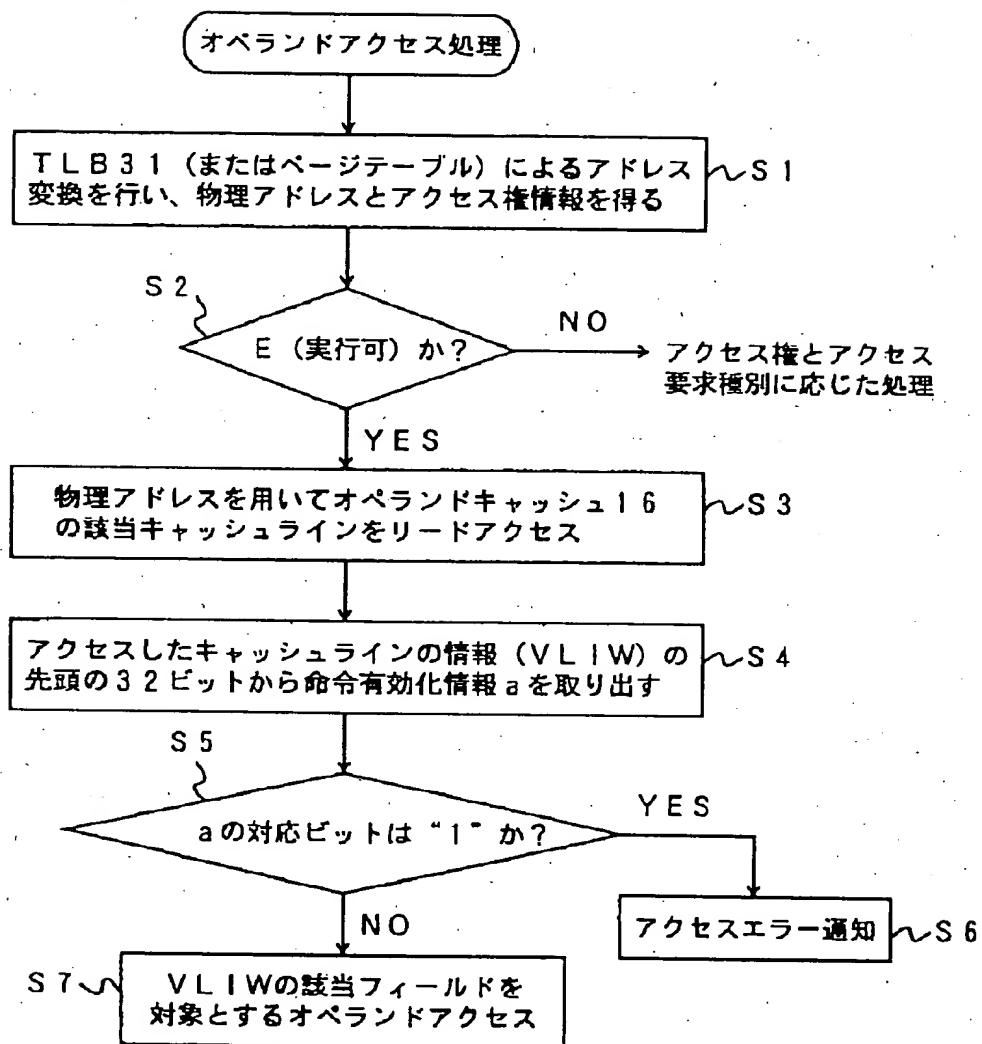 オペランドアクセス処理
TLB31(またはページテーブル)によるアドレス
変換を行い、物理アドレスとアクセス権情報を得る
S1
S2
E(実行可)か?
NO
アクセス権とアクセス
要求種別に応じた処理
YES
物理アドレスを用いてオペランドキャッシュ16
の該当キャッシュラインをリードアクセス
S3
アクセスしたキャッシュラインの情報(VLIW)の
先頭の32ビットから命令有効化情報aを取り出す
S4
S5
aの対応ビットは“1”か?
YES
NO
アクセスエラー通知
S6
S7
VLIWの該当フィールドを
対象とするオペランドアクセス